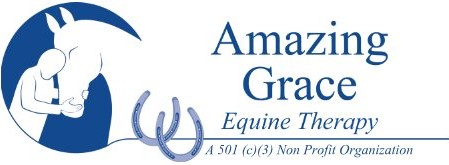 Amazing
Grace
Equine Therapy
A 501 (c)(3) Non Profit Organization